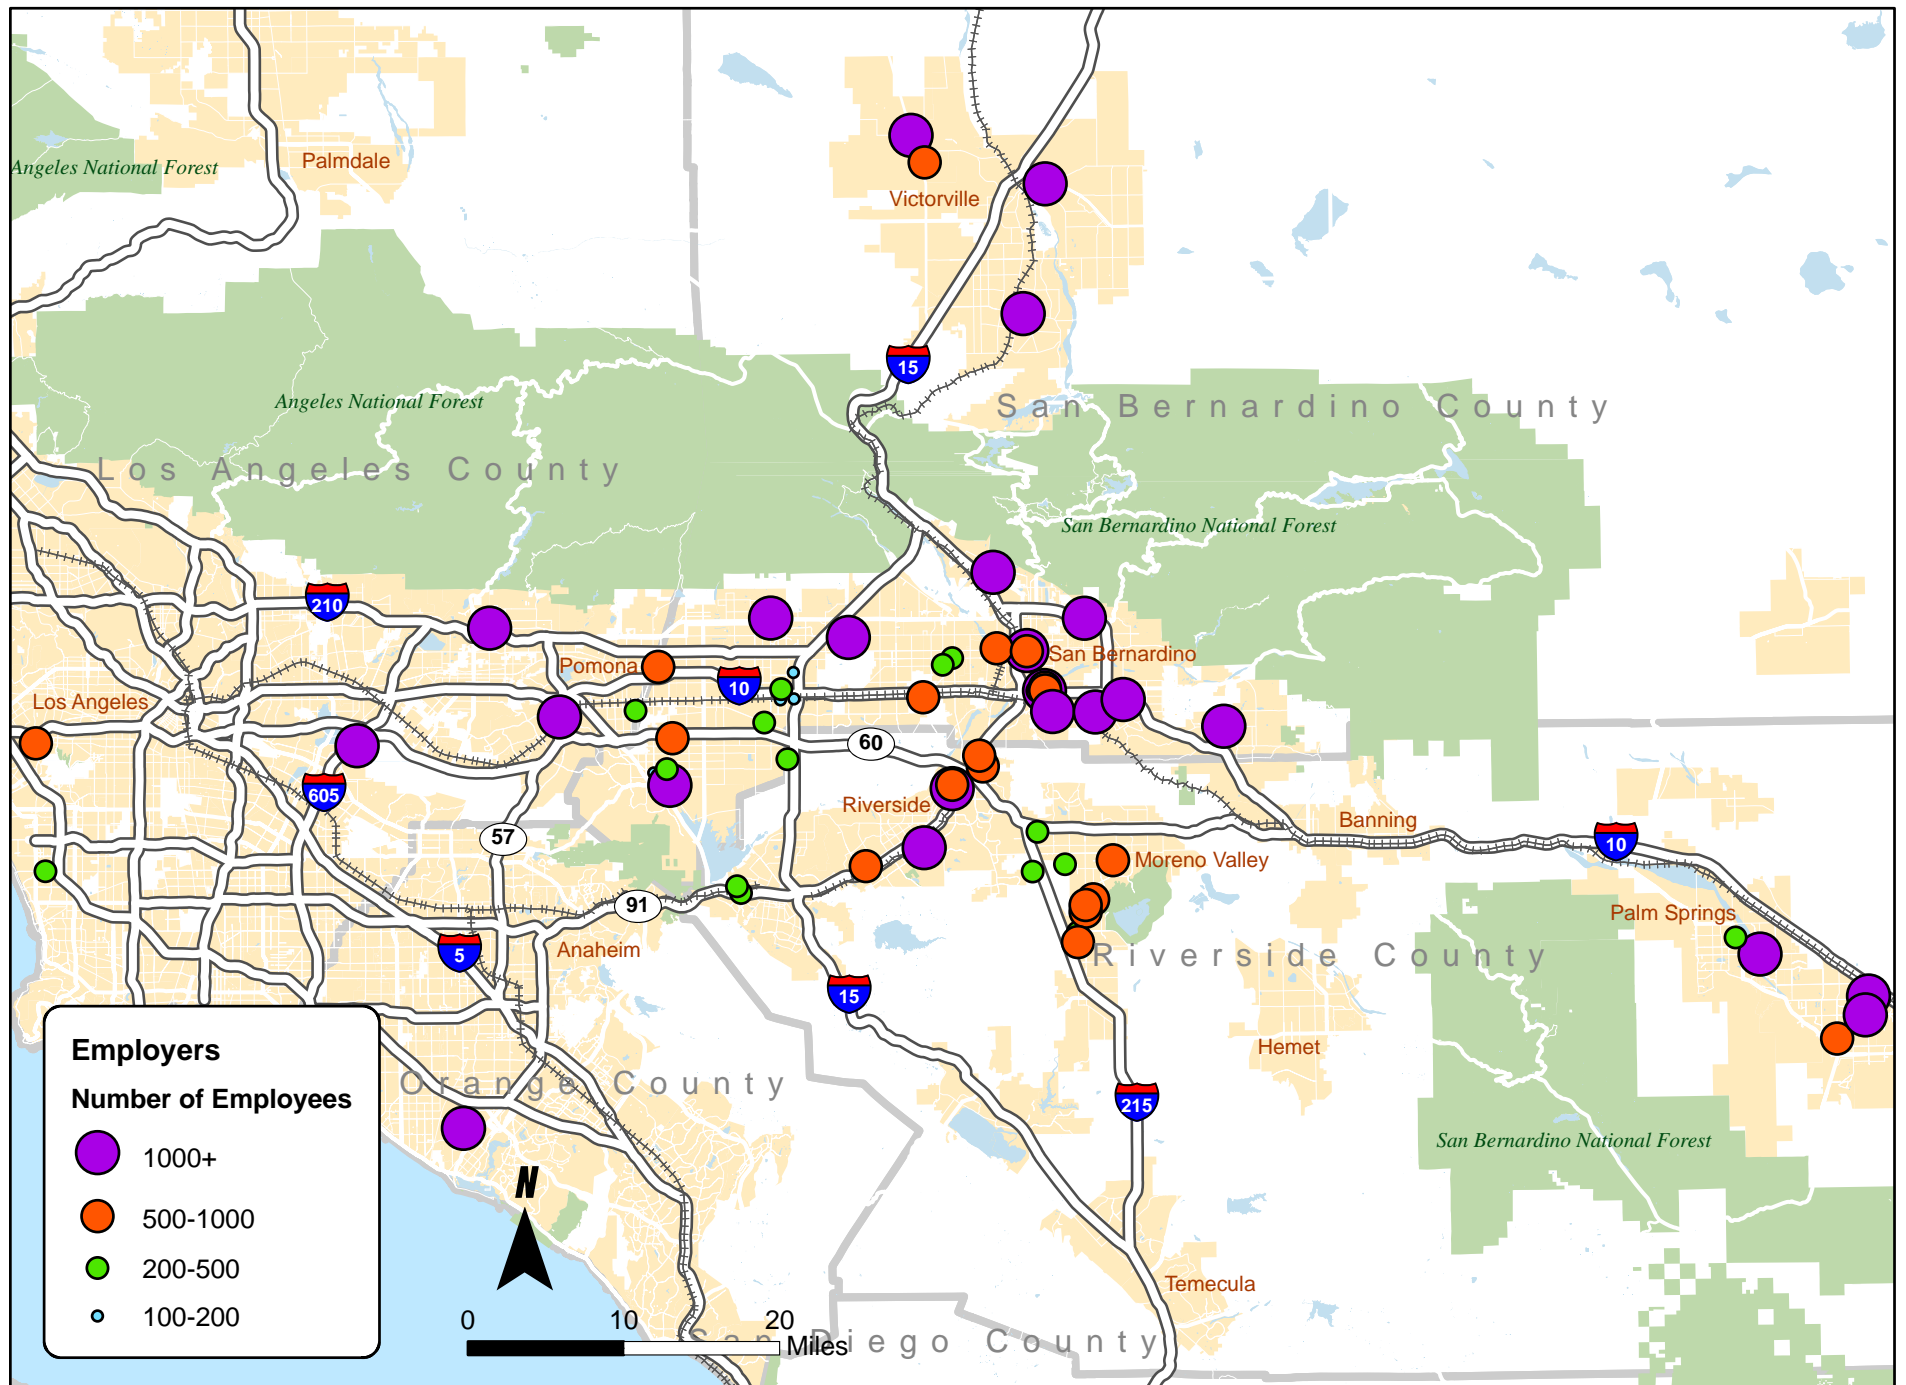 Palmdale
Angeles National Forest
Victorville
15
Angeles National Forest
San Bernardino County
Los Angeles County
San Bernardino National Forest
210
Pomona
San Bernardino
10
Los Angeles
60
605
Riverside
57
Banning
10
Moreno Valley
91
Palm Springs
Anaheim
5
Riverside County
15
Hemet
Orange County
215
San Bernardino National Forest
Temecula
San Diego County
Employers
Number of Employees
1000+
500-1000
200-500
100-200
N
0 10 20
Miles